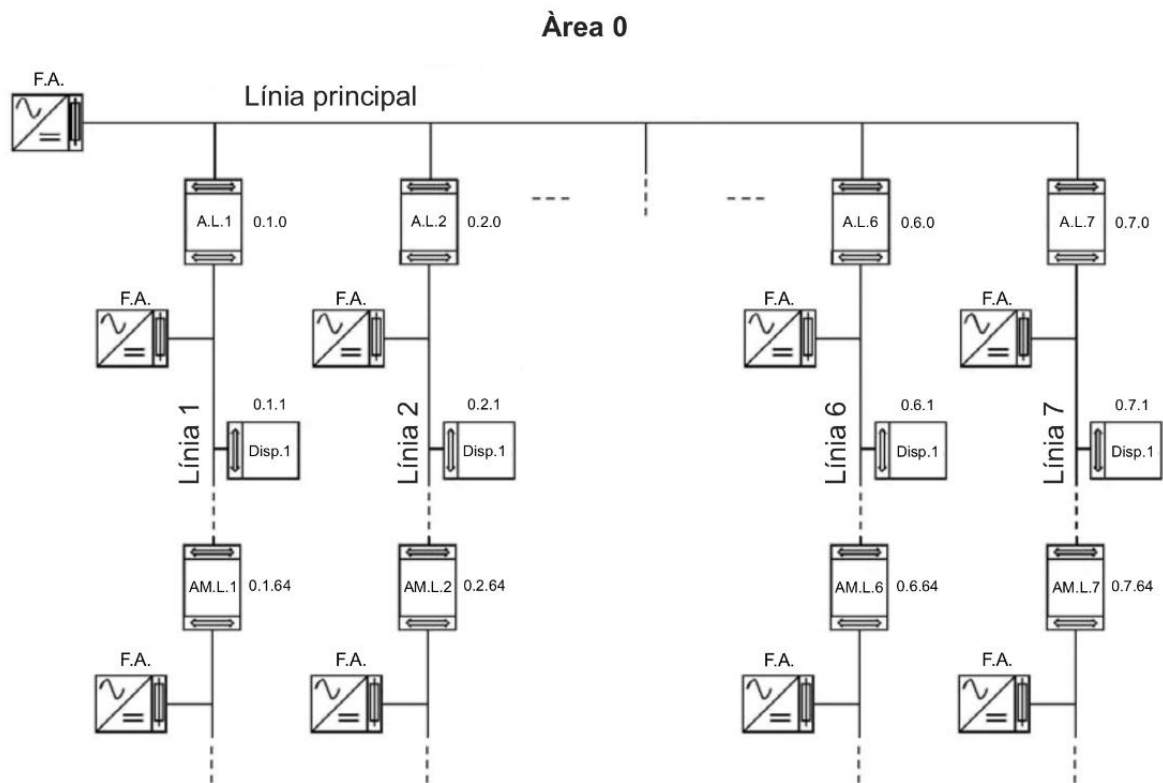 Àrea 0
F.A.
Línia principal
A.L.1
0.1.0
A.L.2
0.2.0
A.L.6
0.6.0
A.L.7
0.7.0
F.A.
F.A.
F.A.
F.A.
Línia 1
0.1.1
Disp.1
Línia 2
0.2.1
Disp.1
Línia 6
0.6.1
Disp.1
Línia 7
0.7.1
Disp.1
AM.L.1
0.1.64
AM.L.2
0.2.64
AM.L.6
0.6.64
AM.L.7
0.7.64
F.A.
F.A.
F.A.
F.A.